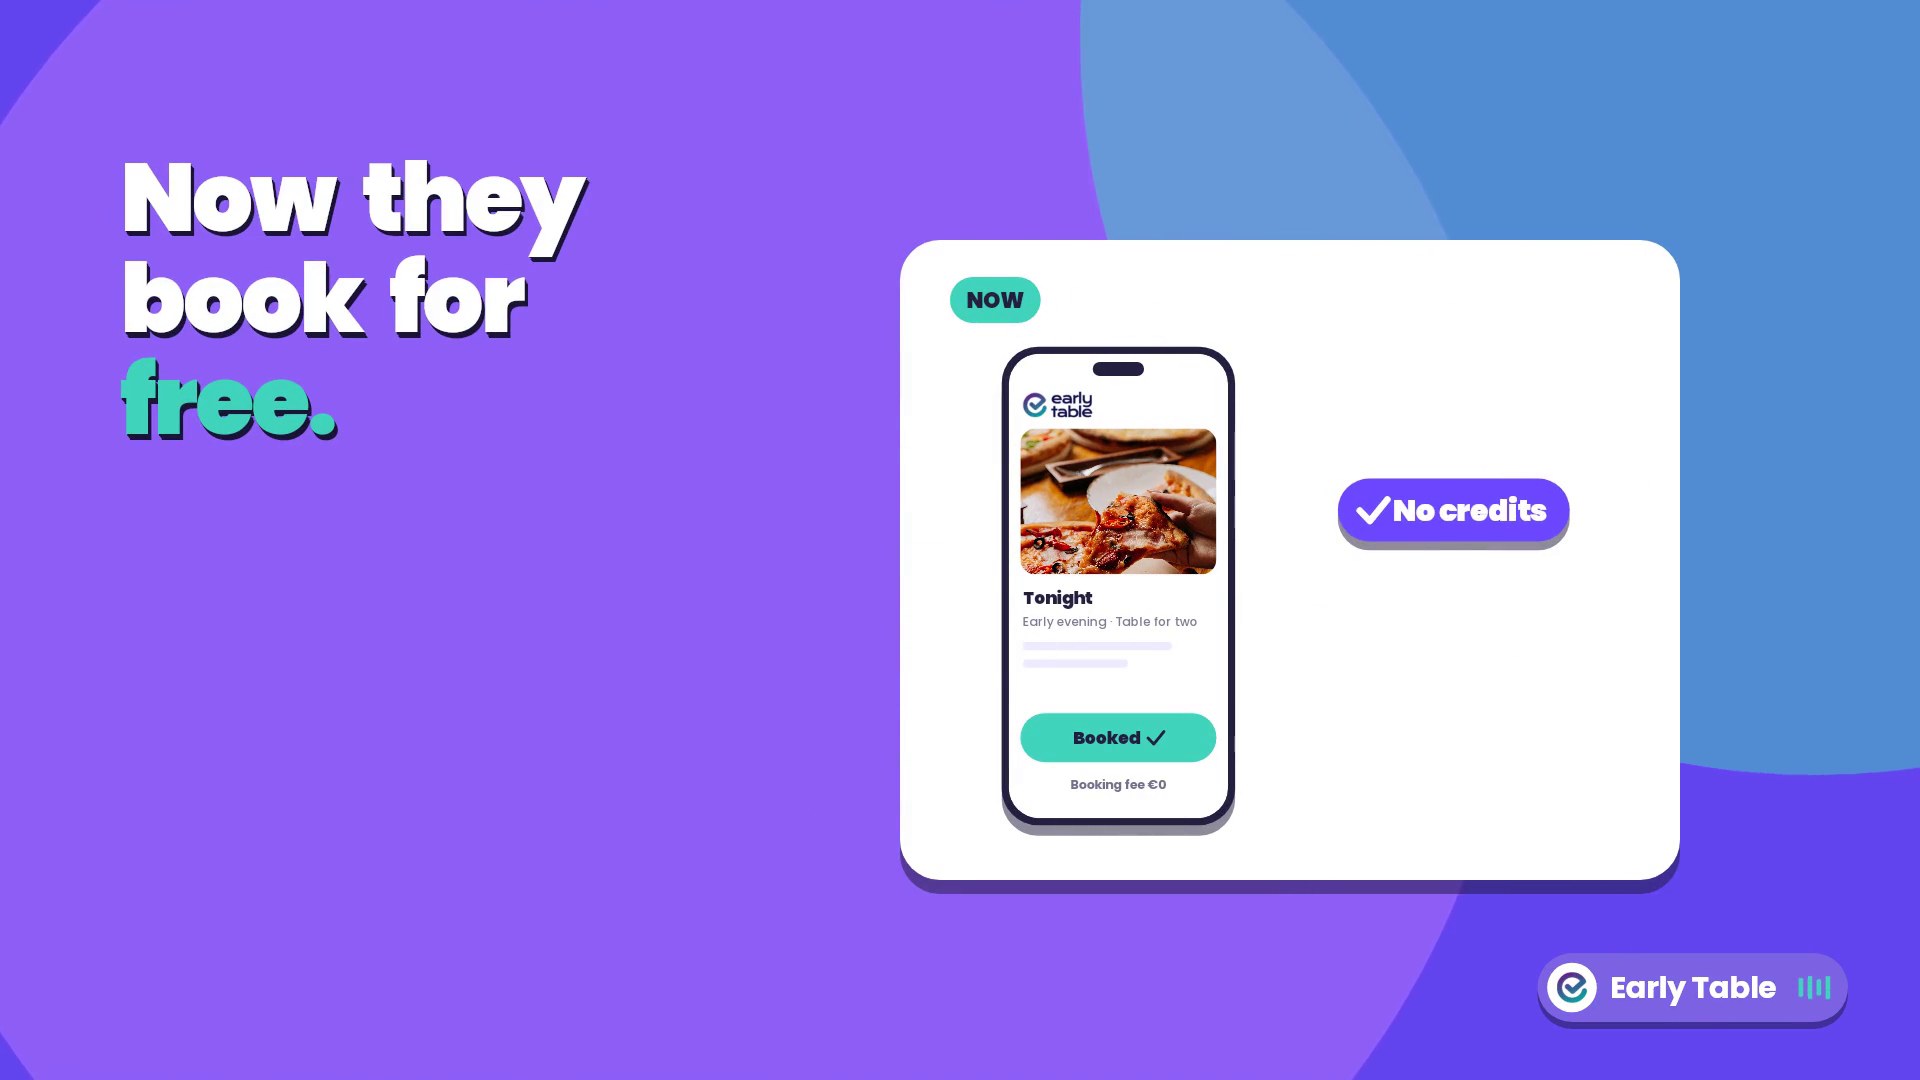 Now they
book for
free.
NOW
early
table
Tonight
Early evening · Table for two
Booked ✓
Booking fee €0
✓No credits
Early Table